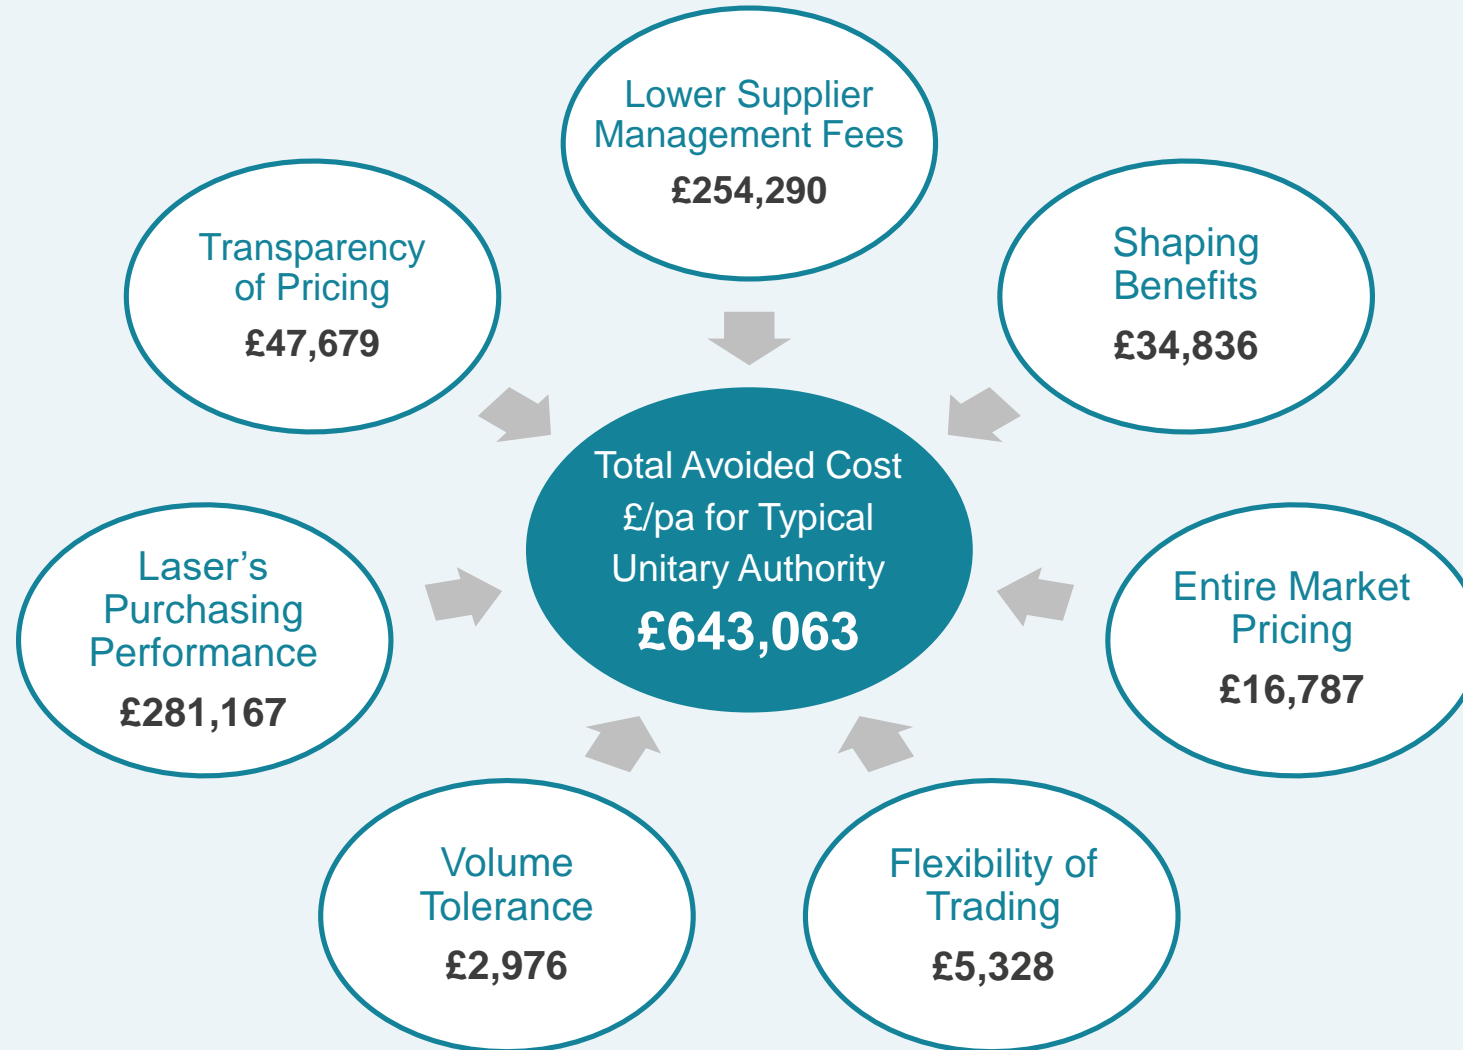 Lower Supplier
Management Fees
£254,290
Transparency
of Pricing
£47,679
Shaping
Benefits
£34,836
Total Avoided Cost
£/pa for Typical
Unitary Authority
£643,063
Laser’s
Purchasing
Performance
£281,167
Entire Market
Pricing
£16,787
Volume
Tolerance
£2,976
Flexibility of
Trading
£5,328